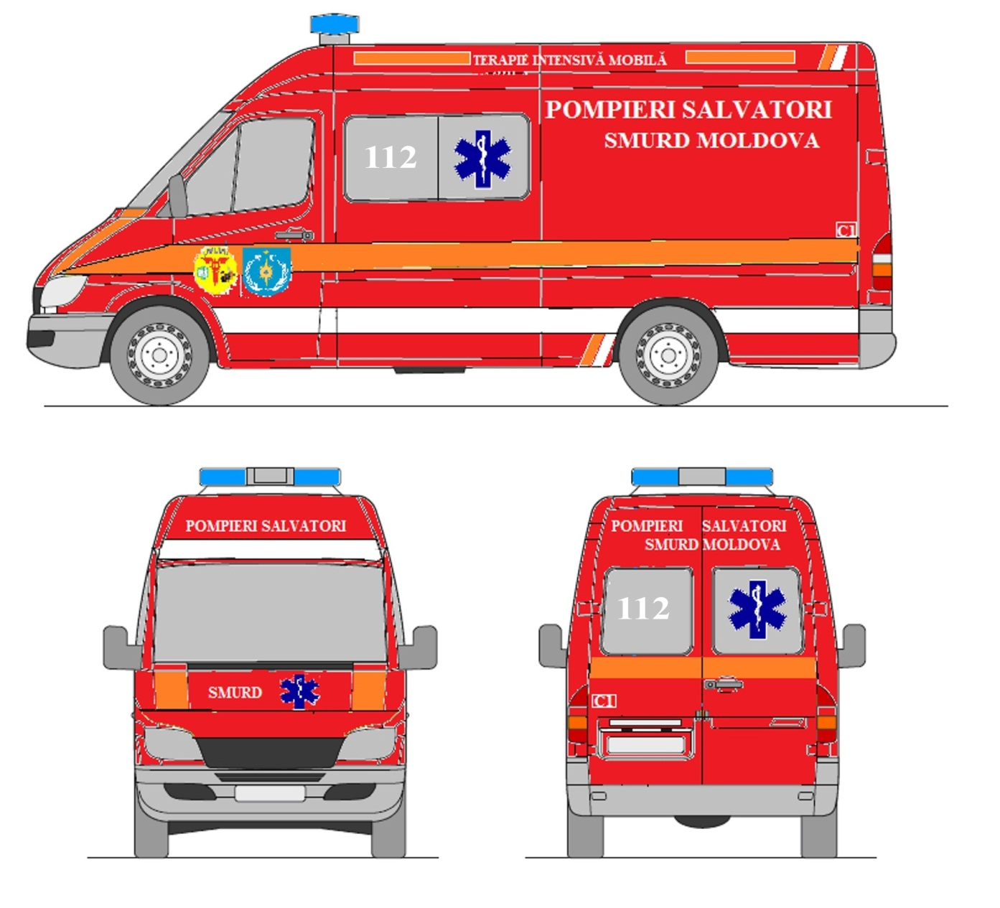 TERAPIE INTENSIVĂ MOBILĂ
POMPIERI SALVATORI
SMURD MOLDOVA
112
C1
POMPIERI SALVATORI
SMURD
POMPIERI SALVATORI
SMURD MOLDOVA
112
C1